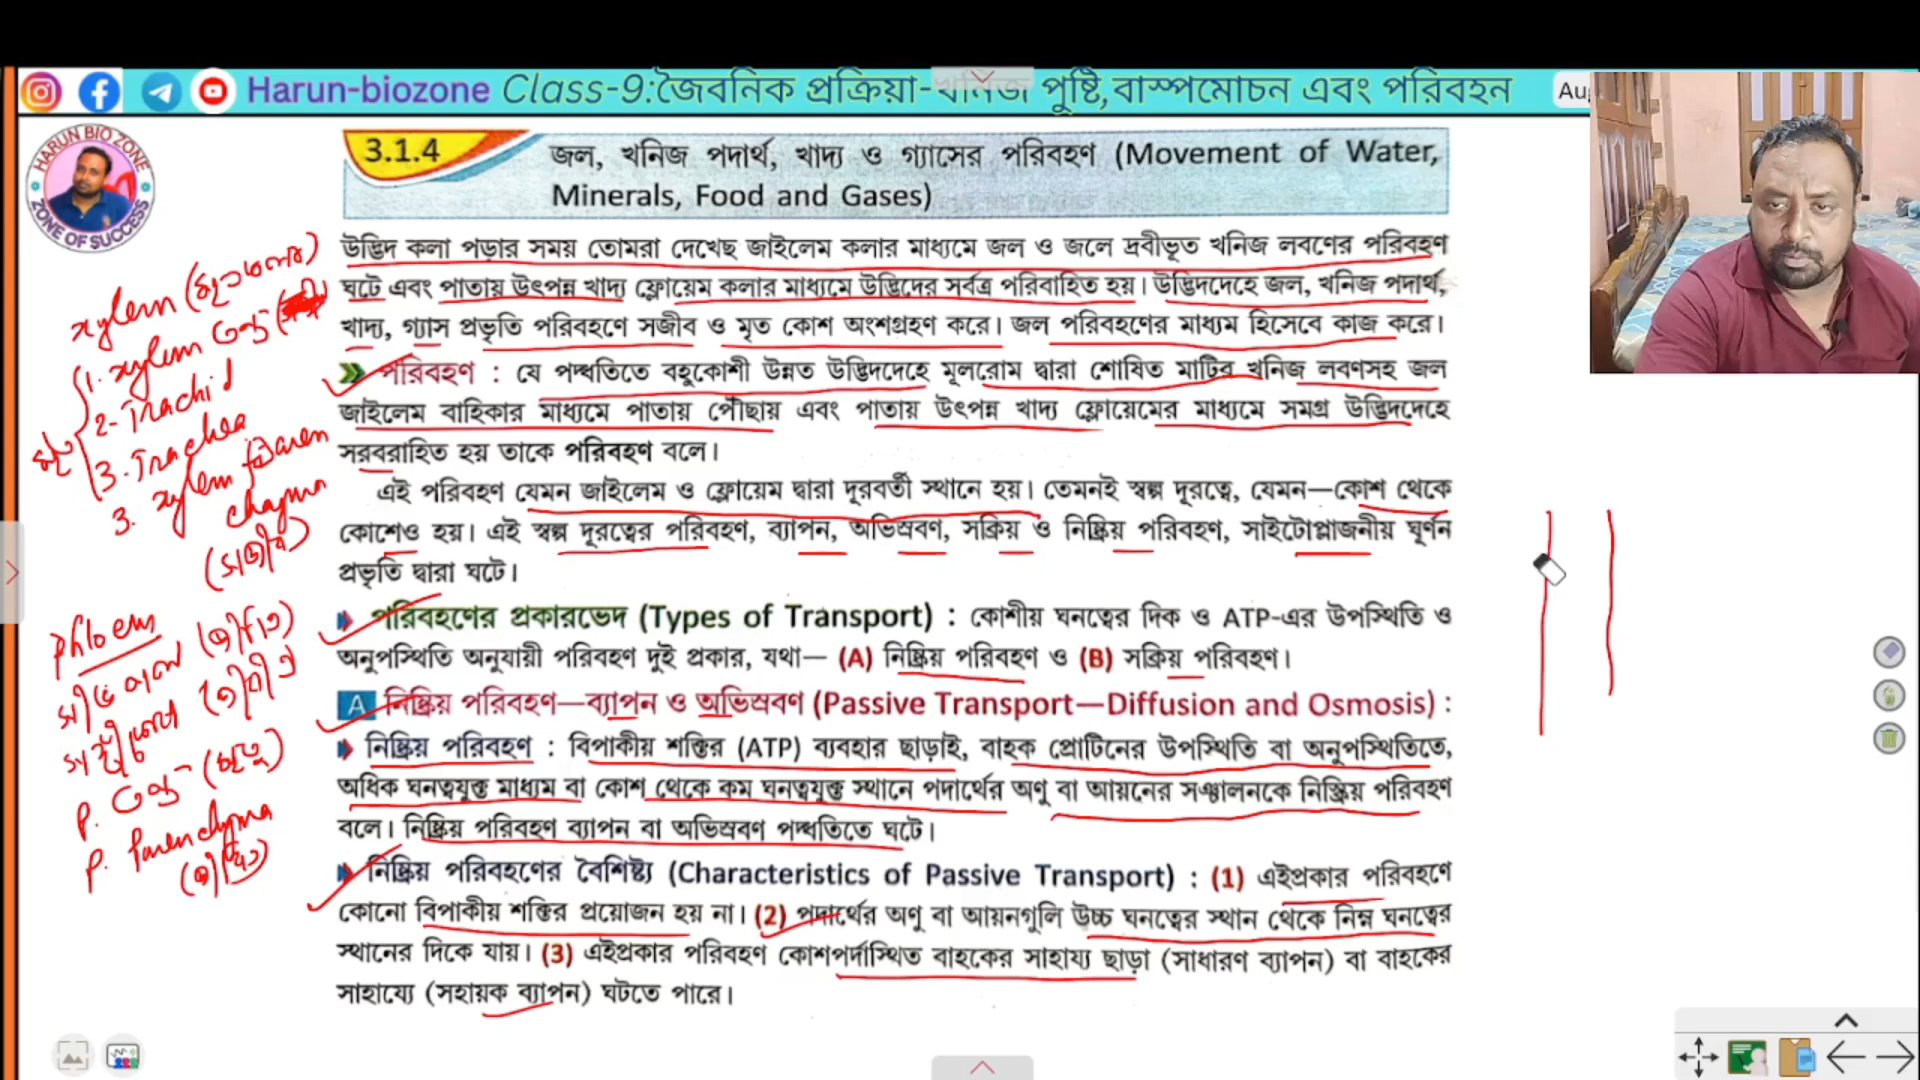 Harun-biozone Class-9:জৈবনিক প্রক্রিয়া-খনিজ পুষ্টি,বাস্পমোচন এবং পরিবহন
HARUN BIO ZONE
ZONE OF SUCCESS
3.1.4 জল, খনিজ পদার্থ, খাদ্য ও গ্যাসের পরিবহণ (Movement of Water,
Minerals, Food and Gases)
উদ্ভিদ কলা পড়ার সময় তোমরা দেখেছ জাইলেম কলার মাধ্যমে জল ও জলে দ্রবীভূত খনিজ লবণের পরিবহণ
ঘটে এবং পাতায় উৎপন্ন খাদ্য ফ্লোয়েম কলার মাধ্যমে উদ্ভিদের সর্বত্র পরিবাহিত হয়। উদ্ভিদদেহে জল, খনিজ পদার্থ,
খাদ্য, গ্যাস প্রভৃতি পরিবহণে সজীব ও মৃত কোশ অংশগ্রহণ করে। জল পরিবহণের মাধ্যম হিসেবে কাজ করে।
পরিবহণ : যে পদ্ধতিতে বহুকোশী উন্নত উদ্ভিদদেহে মূলরোম দ্বারা শোষিত মাটির খনিজ লবণসহ জল
জাইলেম বাহিকার মাধ্যমে পাতায় পৌঁছায় এবং পাতায় উৎপন্ন খাদ্য ফ্লোয়েমের মাধ্যমে সমগ্র উদ্ভিদদেহে
সরবরাহিত হয় তাকে পরিবহণ বলে।
এই পরিবহণ যেমন জাইলেম ও ফ্লোয়েম দ্বারা দূরবর্তী স্থানে হয়। তেমনই স্বল্প দূরত্বে, যেমন—কোশ থেকে
কোশেও হয়। এই স্বল্প দূরত্বের পরিবহণ, ব্যাপন, অভিস্রবণ, সক্রিয় ও নিষ্ক্রিয় পরিবহণ, সাইটোপ্লাজনীয় ঘূর্ণন
প্রভৃতি দ্বারা ঘটে।
পরিবহণের প্রকারভেদ (Types of Transport) : কোশীয় ঘনত্বের দিক ও ATP-এর উপস্থিতি ও
অনুপস্থিতি অনুযায়ী পরিবহণ দুই প্রকার, যথা— (A) নিষ্ক্রিয় পরিবহণ ও (B) সক্রিয় পরিবহণ।
A নিষ্ক্রিয় পরিবহণ—ব্যাপন ও অভিস্রবণ (Passive Transport—Diffusion and Osmosis) :
নিষ্ক্রিয় পরিবহণ : বিপাকীয় শক্তির (ATP) ব্যবহার ছাড়াই, বাহক প্রোটিনের উপস্থিতি বা অনুপস্থিতিতে,
অধিক ঘনত্বযুক্ত মাধ্যম বা কোশ থেকে কম ঘনত্বযুক্ত স্থানে পদার্থের অণু বা আয়নের সঞ্চালনকে নিষ্ক্রিয় পরিবহণ
বলে। নিষ্ক্রিয় পরিবহণ ব্যাপন বা অভিস্রবণ পদ্ধতিতে ঘটে।
নিষ্ক্রিয় পরিবহণের বৈশিষ্ট্য (Characteristics of Passive Transport) : (1) এইপ্রকার পরিবহণে
কোনো বিপাকীয় শক্তির প্রয়োজন হয় না। (2) পদার্থের অণু বা আয়নগুলি উচ্চ ঘনত্বের স্থান থেকে নিম্ন ঘনত্বের
স্থানের দিকে যায়। (3) এইপ্রকার পরিবহণ কোশপর্দাস্থিত বাহকের সাহায্য ছাড়া (সাধারণ ব্যাপন) বা বাহকের
সাহায্যে (সহায়ক ব্যাপন) ঘটতে পারে।
xylem
1. xylem
2- Trachid
3. Trachea
3. xylem
Phloem
P.
P. Parenchyma